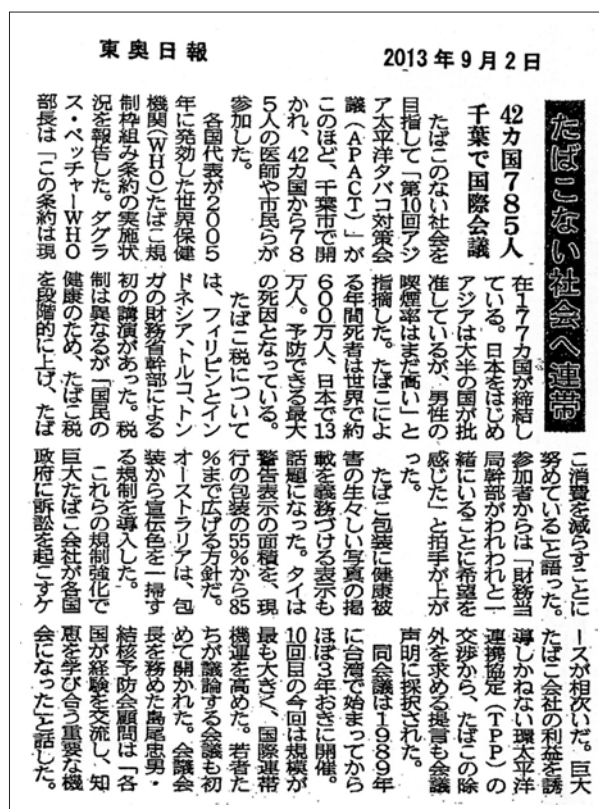 東奥日報
2013年9月2日
たばこない社会へ連帯
42カ国785人
千葉で国際会議
たばこのない社会を
目指して「第10回アジ
ア太平洋タバコ対策会
議（APACT）」が
このほど、千葉市で開
かれ、42カ国から78
5人の医師や市民らが
参加した。
各国代表が2005
年に発効した世界保健
機関（WHO）たばこ規
制枠組み条約の実施状
況を報告した。ダグラ
ス・ベッチャーWHO
部長は「この条約は現
在177カ国が締結し
ている。日本をはじめ
アジアは大半の国が批
准しているが、男性の
喫煙率はまだ高い」と
指摘した。たばこによ
る年間死者は世界で約
600万人、日本で13
万人。予防できる最大
の死因となっている。
たばこ税について
は、フィリピンとイン
ドネシア、トルコ、トン
ガの財務省幹部による
初の講演があった。税
制は異なるが「国民の
健康のため、たばこ税
を段階的に上げ、たば
こ消費を減らすことに
努めている」と語った。
参加者からは「財務当
局幹部がわれわれと一
緒にいることに希望を
感じた」と拍手が上が
った。
たばこ包装に健康被
害の生々しい写真の掲
載を義務づける表示も
話題になった。タイは
警告表示の面積を、現
行の包装の55％から85
％まで広げる方針だ。
オーストラリアは、包
装から宣伝色を一掃す
る規制を導入した。
これらの規制強化で
巨大たばこ会社が各国
政府に訴訟を起こすケ
ースが相次いだ。巨大
たばこ会社の利益を誘
導しかねない環太平洋
連携協定（TPP）の
交渉から、たばこの除
外を求める提言も会議
声明に採択された。
同会議は1989年
に台湾で始まってから
ほぼ3年おきに開催。
10回目の今回は規模が
最も大きく、国際連帯
機運を高めた。若者た
ちが議論する会議も初
めて開かれた。会議会
長を務めた島尾忠男・
結核予防会顧問は「各
国が経験を交流し、知
恵を学び合う重要な機
会になった」と話した。